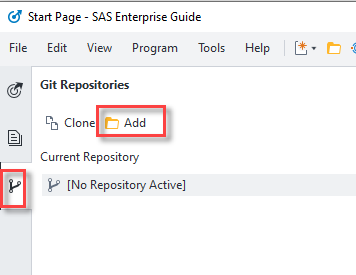 Start Page - SAS Enterprise Guide
File Edit View Program Tools Help
Git Repositories
Clone Add
Current Repository
[No Repository Active]